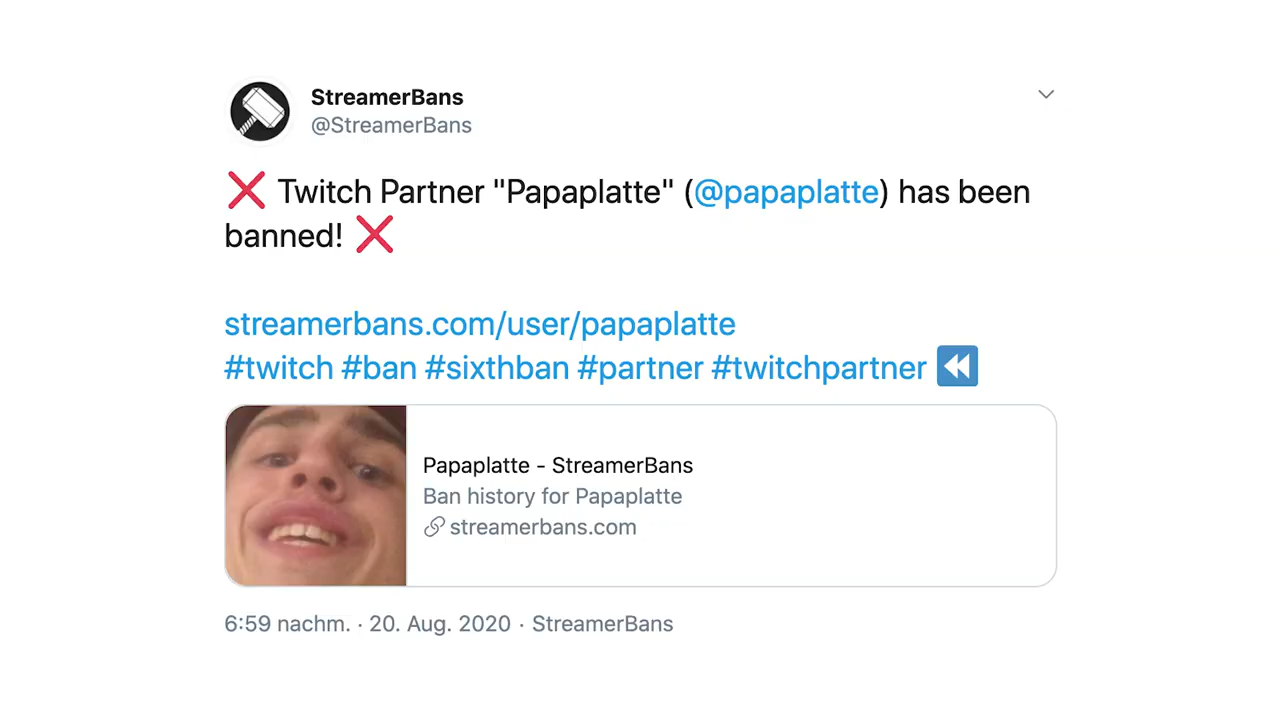 StreamerBans
@StreamerBans
❌ Twitch Partner "Papaplatte" (@papaplatte) has been
banned! ❌
streamerbans.com/user/papaplatte
#twitch #ban #sixthban #partner #twitchpartner ⏪
Papaplatte - StreamerBans
Ban history for Papaplatte
streamerbans.com
6:59 nachm. · 20. Aug. 2020 · StreamerBans